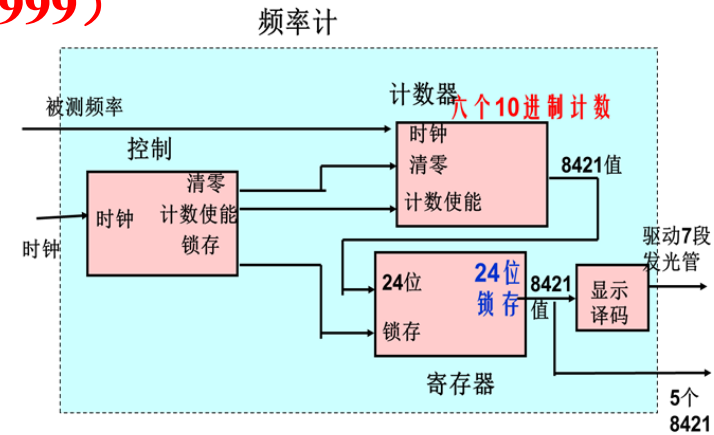 999）
频率计
被测频率
计数器
六个10进制计数
控制
时钟
清零
8421值
清零
计数使能
时钟
计数使能
锁存
时钟
驱动7段
发光管
24位
24位
锁存
8421
值
显示
译码
锁存
寄存器
5个
8421